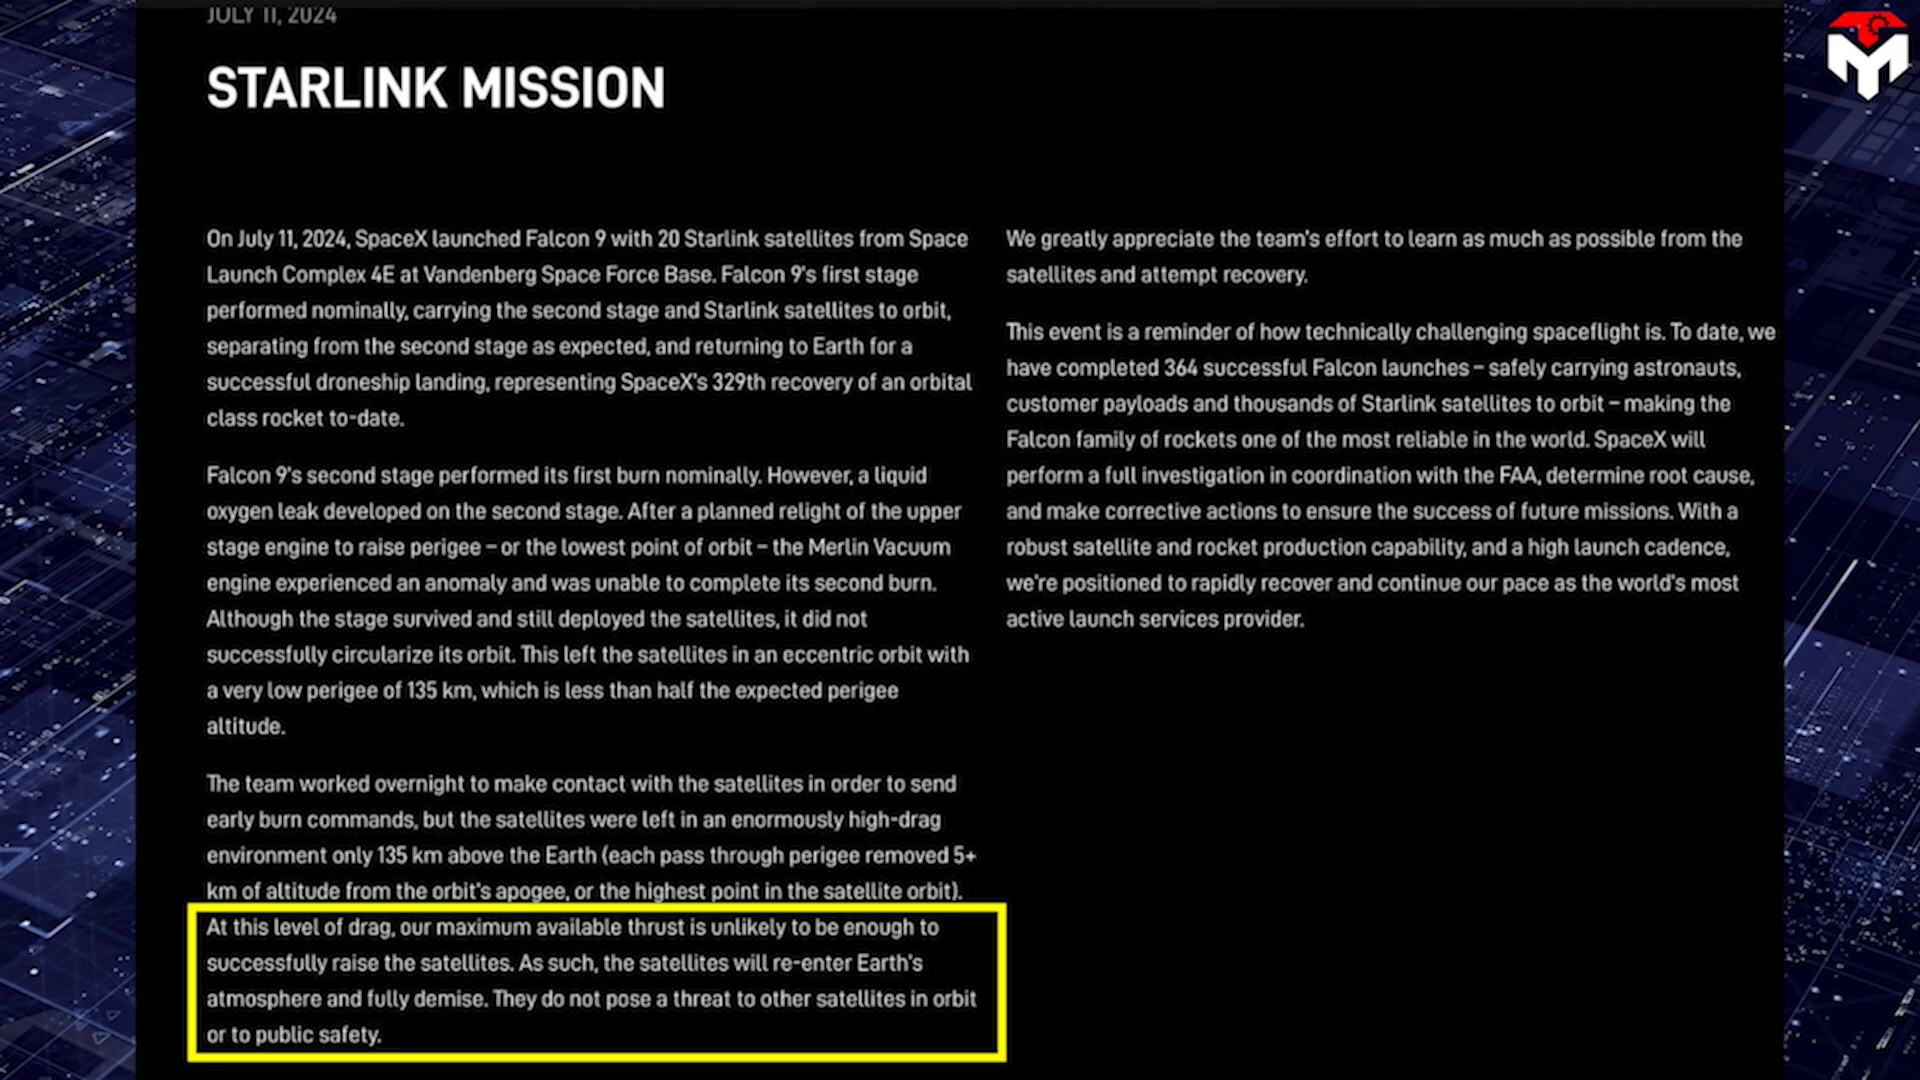 JULY 11, 2024
STARLINK MISSION
On July 11, 2024, SpaceX launched Falcon 9 with 20 Starlink satellites from Space
Launch Complex 4E at Vandenberg Space Force Base. Falcon 9's first stage
performed nominally, carrying the second stage and Starlink satellites to orbit,
separating from the second stage as expected, and returning to Earth for a
successful droneship landing, representing SpaceX's 329th recovery of an orbital
class rocket to-date.
Falcon 9's second stage performed its first burn nominally. However, a liquid
oxygen leak developed on the second stage. After a planned relight of the upper
stage engine to raise perigee – or the lowest point of orbit – the Merlin Vacuum
engine experienced an anomaly and was unable to complete its second burn.
Although the stage survived and still deployed the satellites, it did not
successfully circularize its orbit. This left the satellites in an eccentric orbit with
a very low perigee of 135 km, which is less than half the expected perigee
altitude.
The team worked overnight to make contact with the satellites in order to send
early burn commands, but the satellites were left in an enormously high-drag
environment only 135 km above the Earth (each pass through perigee removed 5+
km of altitude from the orbit's apogee, or the highest point in the satellite orbit).
At this level of drag, our maximum available thrust is unlikely to be enough to
successfully raise the satellites. As such, the satellites will re-enter Earth's
atmosphere and fully demise. They do not pose a threat to other satellites in orbit
or to public safety.
We greatly appreciate the team's effort to learn as much as possible from the
satellites and attempt recovery.
This event is a reminder of how technically challenging spaceflight is. To date, we
have completed 364 successful Falcon launches – safely carrying astronauts,
customer payloads and thousands of Starlink satellites to orbit – making the
Falcon family of rockets one of the most reliable in the world. SpaceX will
perform a full investigation in coordination with the FAA, determine root cause,
and make corrective actions to ensure the success of future missions. With a
robust satellite and rocket production capability, and a high launch cadence,
we're positioned to rapidly recover and continue our pace as the world's most
active launch services provider.